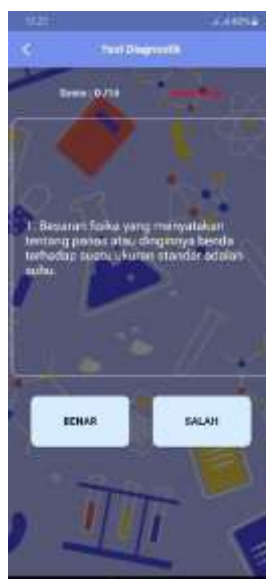 Test Diagnostik
1. Besaran fisika yang menyatakan
tentang panas atau dinginnya benda
terhadap suatu ukuran standar adalah
suhu.
BENAR
SALAH